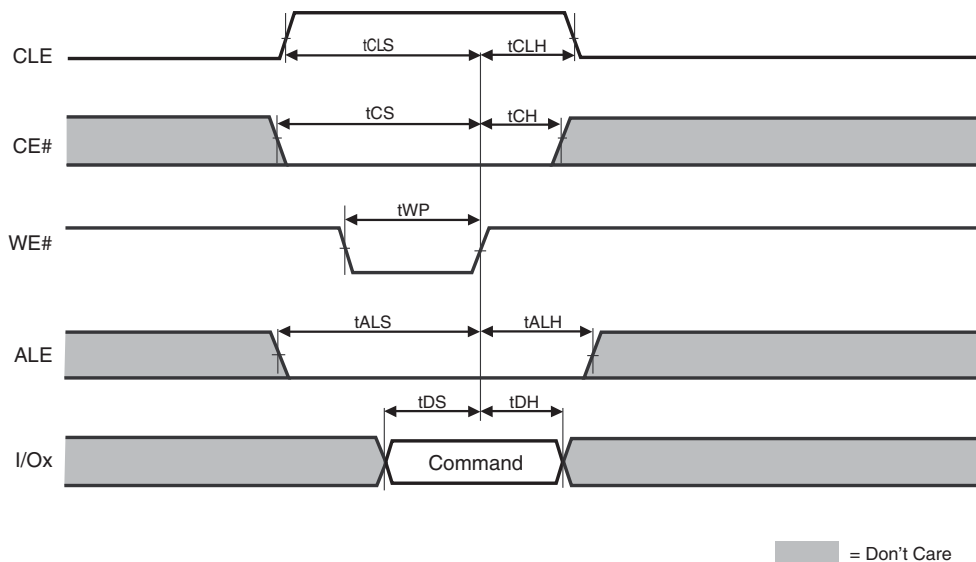 CLE
tCLS
tCLH
CE#
tCS
tCH
WE#
tWP
ALE
tALS
tALH
I/Ox
tDS
tDH
Command
= Don't Care